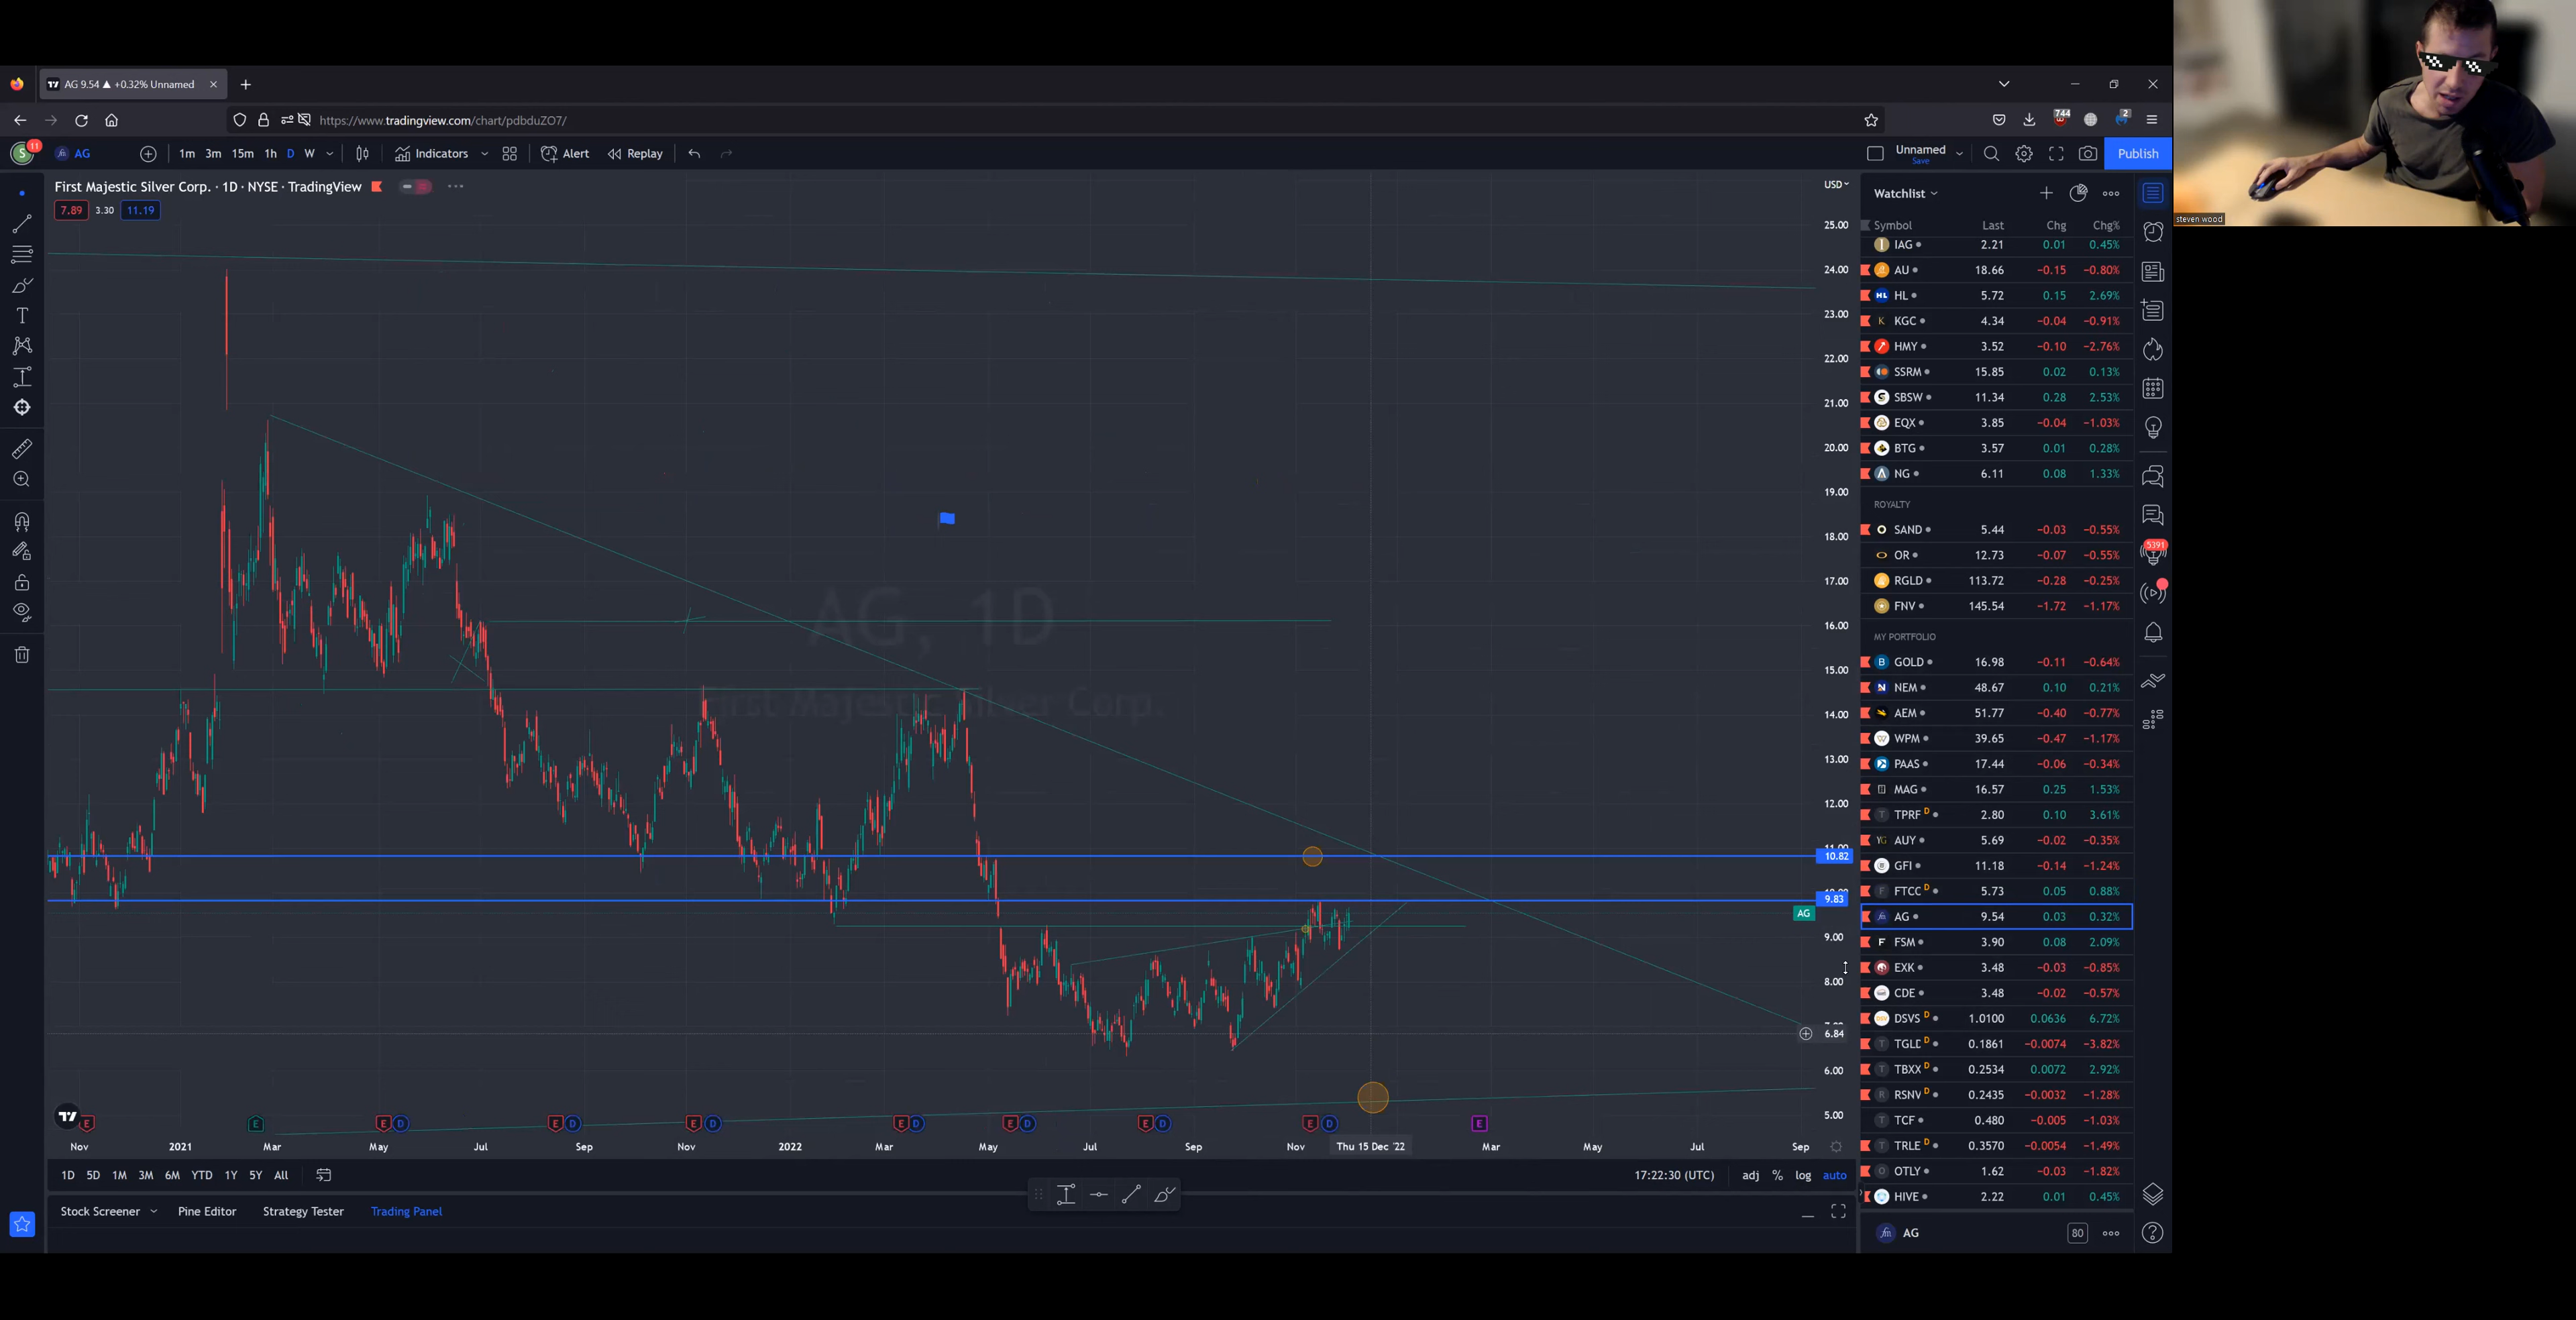 AG 9.54 ▲ +0.32% Unnamed
https://www.tradingview.com/chart/pdbduZO7/
744
2
11
AG
1m 3m 15m 1h D W
Indicators
Alert
Replay
Unnamed
Save
Publish
First Majestic Silver Corp. · 1D · NYSE · TradingView
7.89 3.30 11.19
USD
25.00
24.00
23.00
22.00
21.00
20.00
19.00
18.00
17.00
16.00
15.00
14.00
13.00
12.00
11.00
10.82
9.83
AG
9.00
8.00
6.84
6.00
5.00
AG, 1D
First Majestic Silver Corp.
E E E D E D E D E D E D E D E D E
Nov 2021 Mar May Jul Sep Nov 2022 Mar May Jul Sep Nov Thu 15 Dec '22 Mar May Jul Sep
1D 5D 1M 3M 6M YTD 1Y 5Y All
17:22:30 (UTC) adj % log auto
Stock Screener Pine Editor Strategy Tester Trading Panel
Watchlist
Symbol Last Chg Chg%
IAG 2.21 0.01 0.45%
AU 18.66 −0.15 −0.80%
HL HL 5.72 0.15 2.69%
K KGC 4.34 −0.04 −0.91%
HMY 3.52 −0.10 −2.76%
SSRM 15.85 0.02 0.13%
SBSW 11.34 0.28 2.53%
EQX 3.85 −0.04 −1.03%
BTG 3.57 0.01 0.28%
NG 6.11 0.08 1.33%
ROYALTY
SAND 5.44 −0.03 −0.55%
OR 12.73 −0.07 −0.55%
RGLD 113.72 −0.28 −0.25%
FNV 145.54 −1.72 −1.17%
MY PORTFOLIO
B GOLD 16.98 −0.11 −0.64%
N NEM 48.67 0.10 0.21%
AEM 51.77 −0.40 −0.77%
WPM 39.65 −0.47 −1.17%
PAAS 17.44 −0.06 −0.34%
MAG 16.57 0.25 1.53%
T TPRF D 2.80 0.10 3.61%
YG AUY 5.69 −0.02 −0.35%
GFI 11.18 −0.14 −1.24%
F FTCC D 5.73 0.05 0.88%
AG 9.54 0.03 0.32%
F FSM 3.90 0.08 2.09%
EXK 3.48 −0.03 −0.85%
CDE 3.48 −0.02 −0.57%
DSVS D 1.0100 0.0636 6.72%
T TGLD D 0.1861 −0.0074 −3.82%
T TBXX D 0.2534 0.0072 2.92%
R RSNV D 0.2435 −0.0032 −1.28%
T TCF 0.480 −0.005 −1.03%
T TRLE D 0.3570 −0.0054 −1.49%
O OTLY 1.62 −0.03 −1.82%
HIVE 2.22 0.01 0.45%
AG 80
5391
steven wood